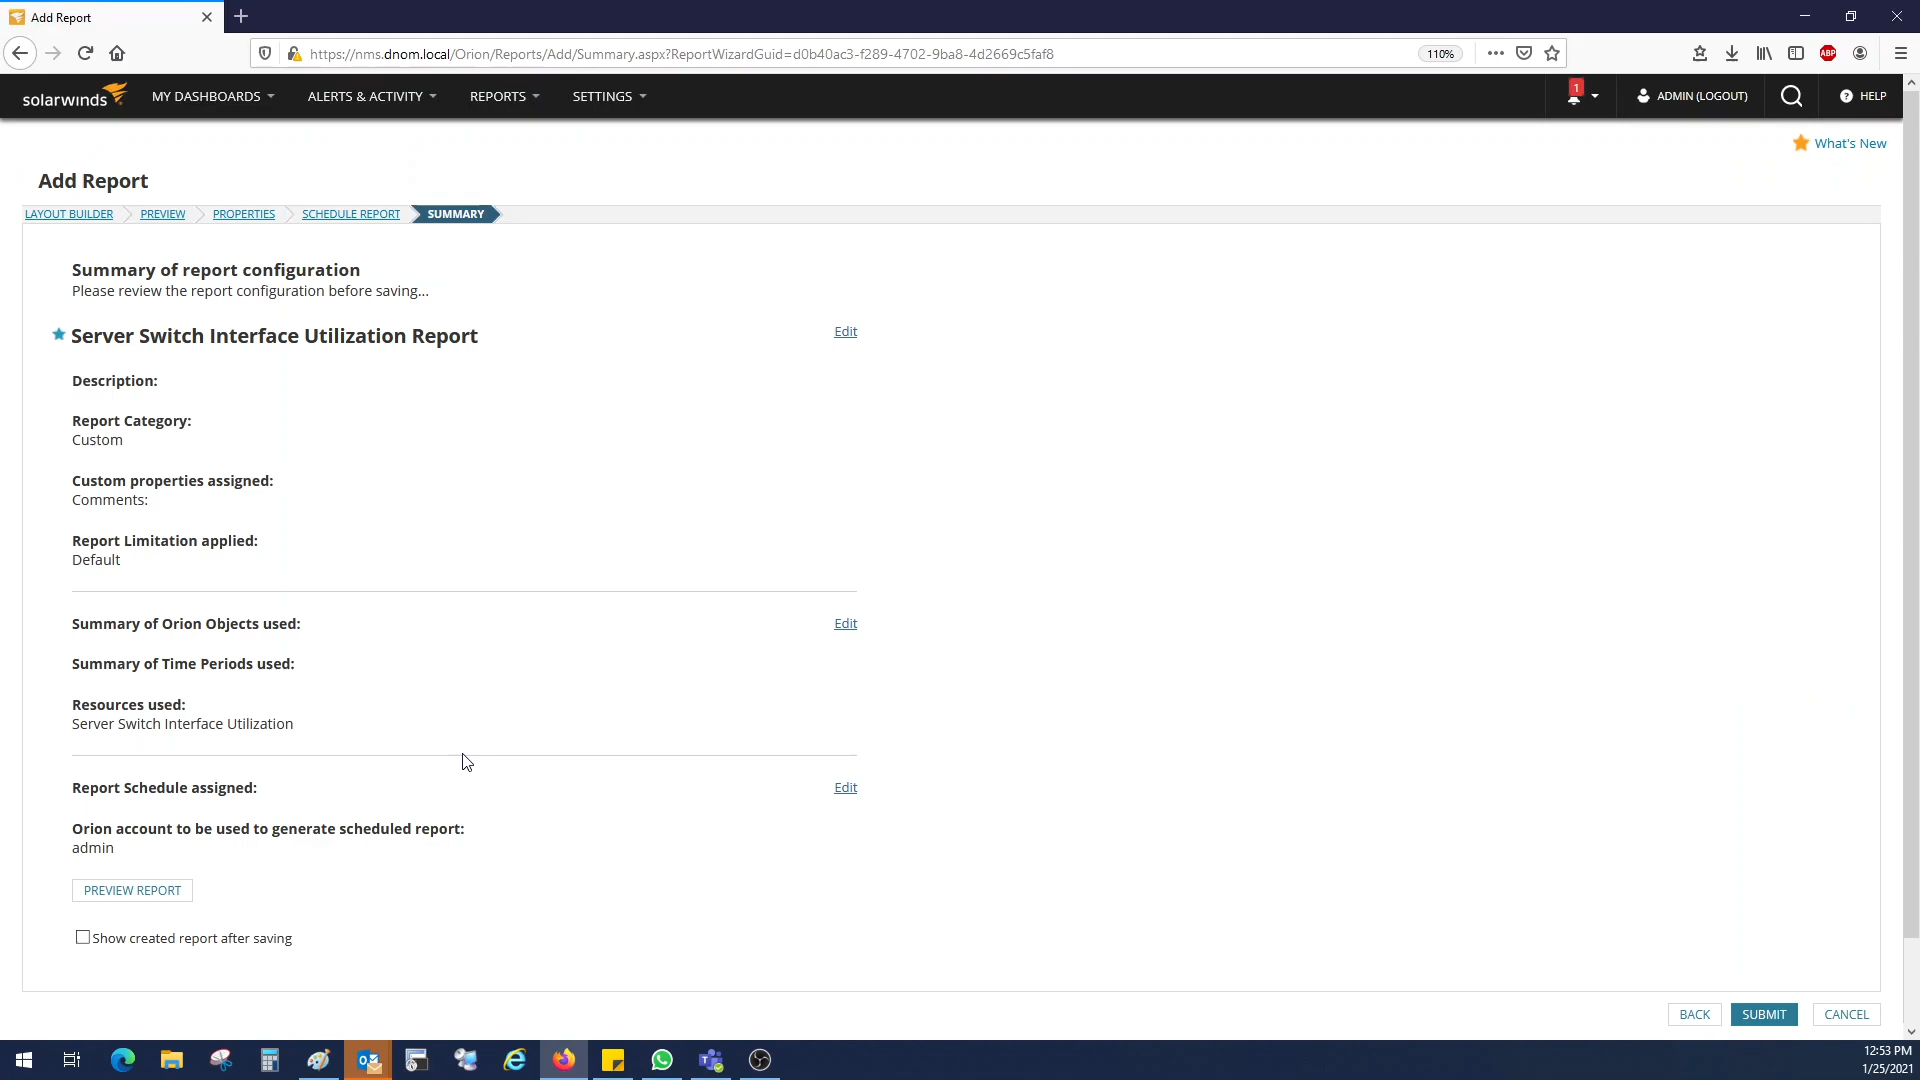 Add Report
https://nms.dnom.local/Orion/Reports/Add/Summary.aspx?ReportWizardGuid=d0b40ac3-f289-4702-9ba8-4d2669c5faf8
110%
ABP
solarwinds
MY DASHBOARDS
ALERTS & ACTIVITY
REPORTS
SETTINGS
1
ADMIN (LOGOUT)
? HELP
What's New
Add Report
LAYOUT BUILDER
PREVIEW
PROPERTIES
SCHEDULE REPORT
SUMMARY
Summary of report configuration
Please review the report configuration before saving...
Server Switch Interface Utilization Report
Edit
Description:
Report Category:
Custom
Custom properties assigned:
Comments:
Report Limitation applied:
Default
Summary of Orion Objects used:
Edit
Summary of Time Periods used:
Resources used:
Server Switch Interface Utilization
Report Schedule assigned:
Edit
Orion account to be used to generate scheduled report:
admin
PREVIEW REPORT
Show created report after saving
BACK
SUBMIT
CANCEL
12:53 PM
1/25/2021